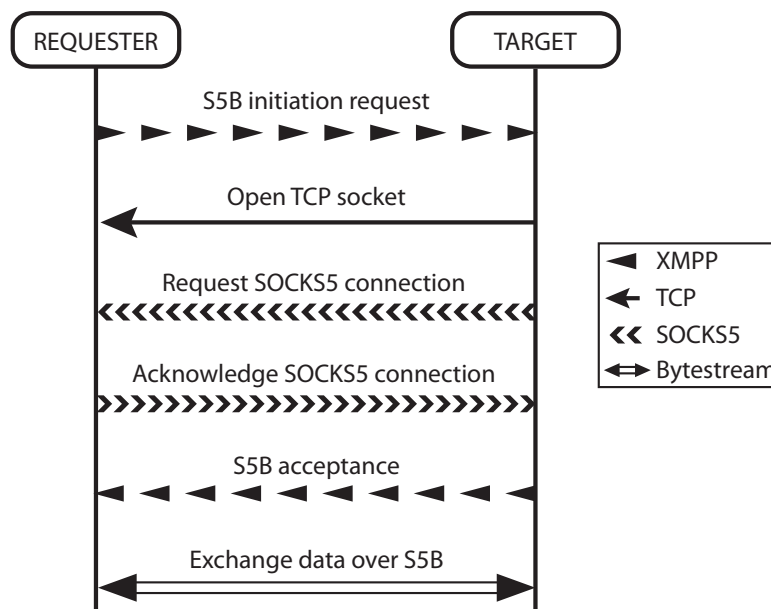 REQUESTER
TARGET
S5B initiation request
Open TCP socket
Request SOCKS5 connection
Acknowledge SOCKS5 connection
S5B acceptance
Exchange data over S5B
XMPP
TCP
SOCKS5
Bytestream